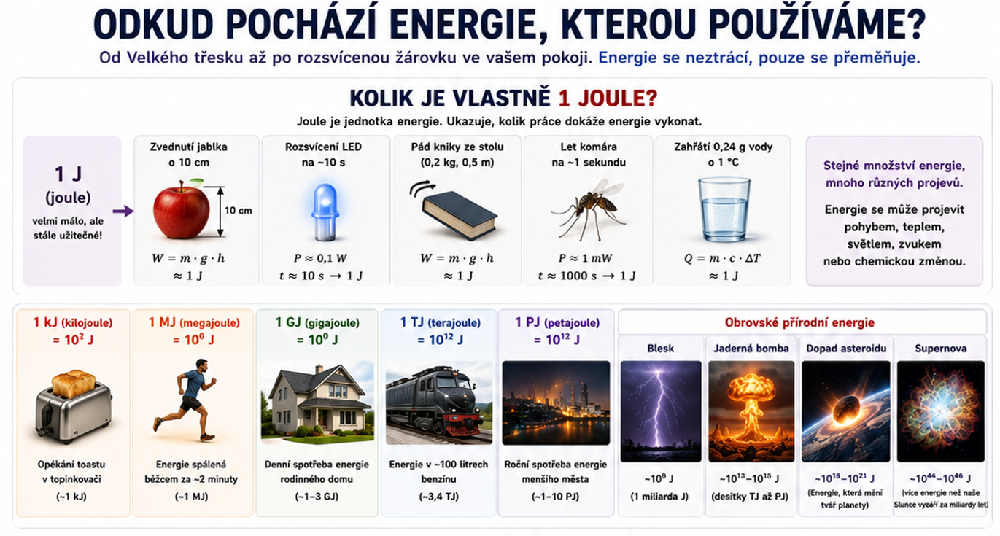 ODKUD POCHÁZÍ ENERGIE, KTEROU POUŽÍVÁME?
Od Velkého třesku až po rozsvícenou žárovku ve vašem pokoji. Energie se neztrácí, pouze se přeměňuje.
KOLIK JE VLASTNĚ 1 JOULE?
Joule je jednotka energie. Ukazuje, kolik práce dokáže energie vykonat.
1 J
(joule)
velmi málo, ale
stále užitečné!
Zvednutí jablka
o 10 cm
10 cm
W = m · g · h
≈ 1 J
Rozsvícení LED
na ~10 s
P ≈ 0,1 W
t ≈ 10 s → 1 J
Pád kniky ze stolu
(0,2 kg, 0,5 m)
W = m · g · h
≈ 1 J
Let komára
na ~1 sekundu
P ≈ 1 mW
t ≈ 1000 s → 1 J
Zahřátí 0,24 g vody
o 1 °C
Q = m · c · ΔT
≈ 1 J
Stejné množství energie,
mnoho různých projevů.
Energie se může projevit
pohybem, teplem,
světlem, zvukem
nebo chemickou změnou.
1 kJ (kilojoule)
= 10³ J
Opékání toastu
v topinkovači
(~1 kJ)
1 MJ (megajoule)
= 10⁰ J
Energie spálená
běžcem za ~2 minuty
(~1 MJ)
1 GJ (gigajoule)
= 10⁰ J
Denní spotřeba energie
rodinného domu
(~1–3 GJ)
1 TJ (terajoule)
= 10¹² J
Energie v ~100 litrech
benzínu
(~3,4 TJ)
1 PJ (petajoule)
= 10¹² J
Roční spotřeba energie
menšiho města
(~1–10 PJ)
Obrovské přírodní energie
Blesk
~10⁹ J
(1 miliarda J)
Jaderná bomba
~10¹³–10¹⁵ J
(desítky TJ až PJ)
Dopad asteroidu
~10¹⁸–10²¹ J
(Energie, která mění
tvář planety)
Supernova
~10⁴⁴–10⁴⁶ J
(více energie než naše
Slunce vyzáří za miliardy let)